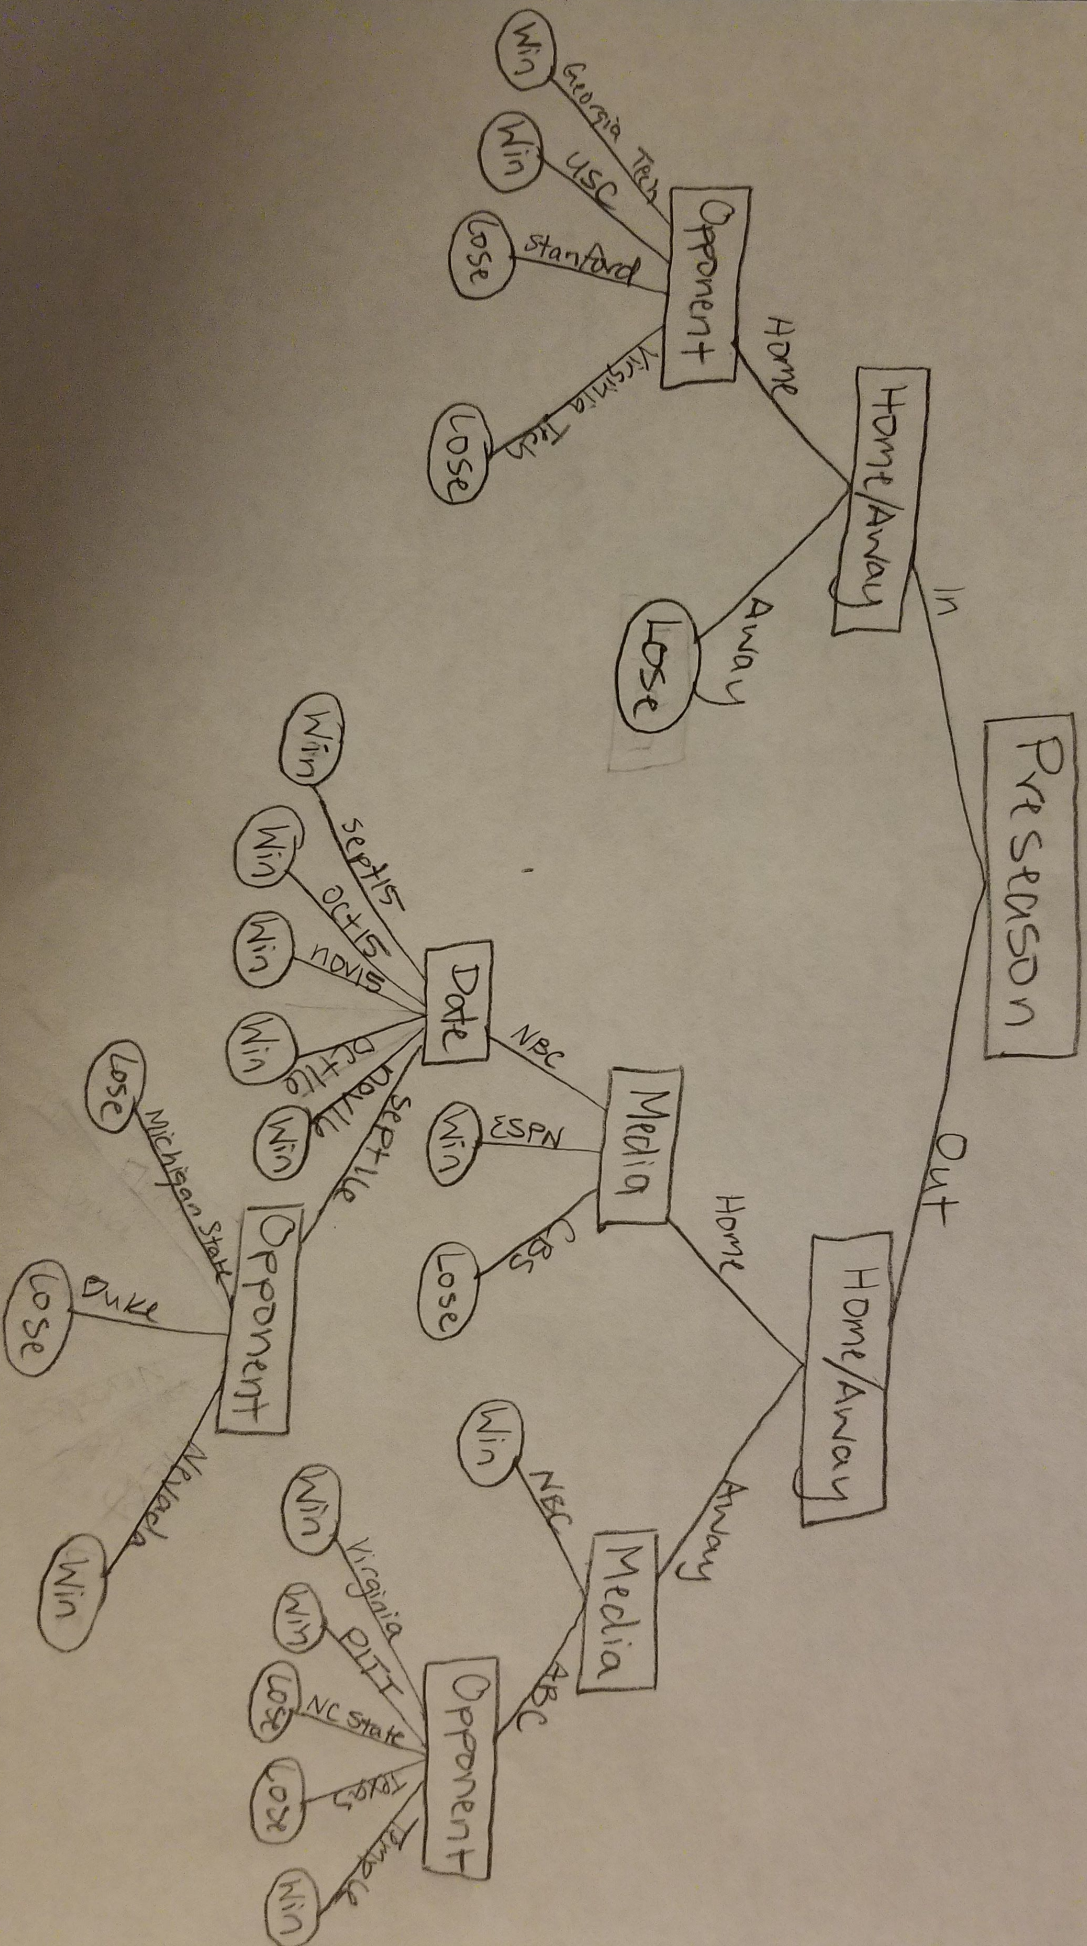 Preseason
In
Out
Home/Away
Home/Away
Home
Away
Home
Away
Opponent
Lose
Media
Media
Georgia Tech
USC
Stanford
Virginia Tech
Win
Win
Lose
Lose
NBC
ESPN
CBS
NBC
ABC
Date
Win
Lose
Win
Opponent
sept15
oct15
nov15
oct16
nov16
sept16
Win
Win
Win
Win
Win
Opponent
Virginia
PITT
NC State
Texas
Temple
Win
Win
Lose
Lose
Win
Michigan State
Duke
Nevada
Lose
Lose
Win